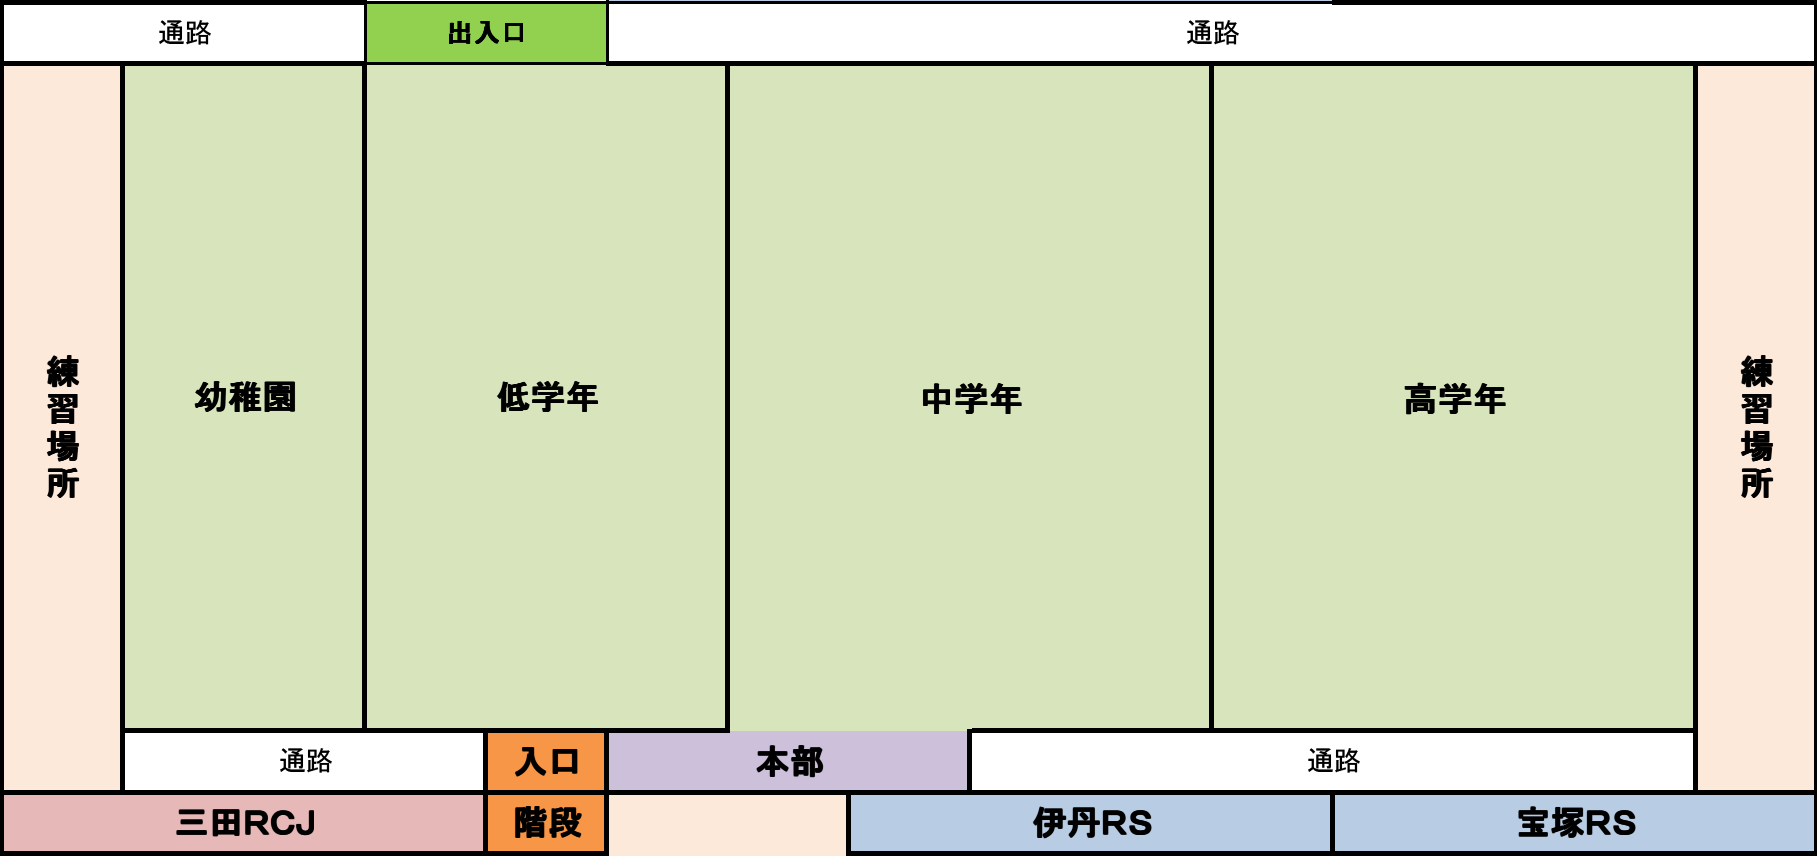 通路
出入口
通路
練習場所
幼稚園
低学年
中学年
高学年
練習場所
通路
入口
本部
通路
三田RCJ
階段
伊丹RS
宝塚RS